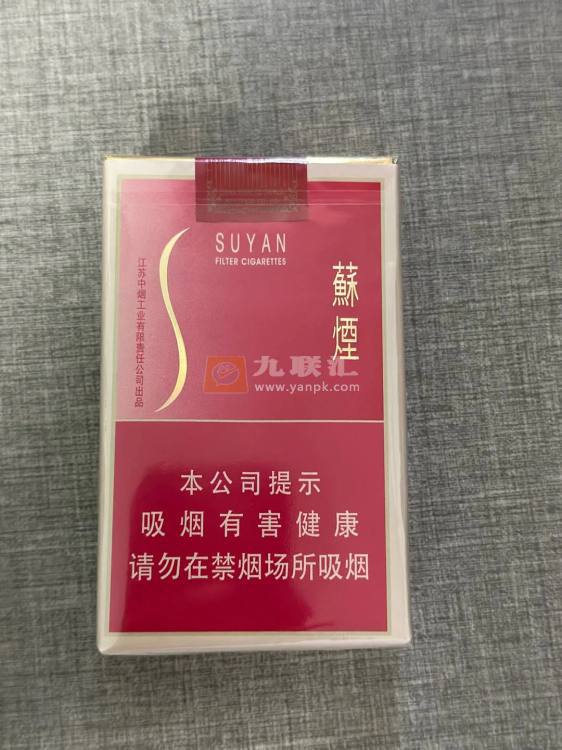 SUYAN
FILTER CIGARETTES
蘇煙
江苏中烟工业有限责任公司出品
九联汇
www.yanpk.com
本公司提示
吸烟有害健康
请勿在禁烟场所吸烟